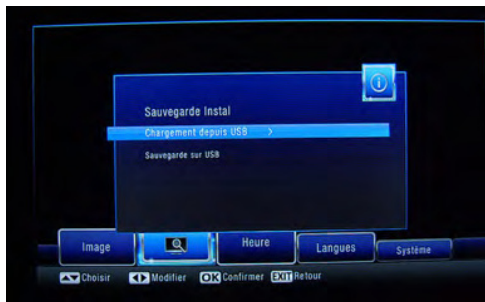 Sauvegarde Instal
Chargement depuis USB >
Sauvegarde sur USB
Image Heure Langues Système
Choisir Modifier OK Confirmer EXIT Retour